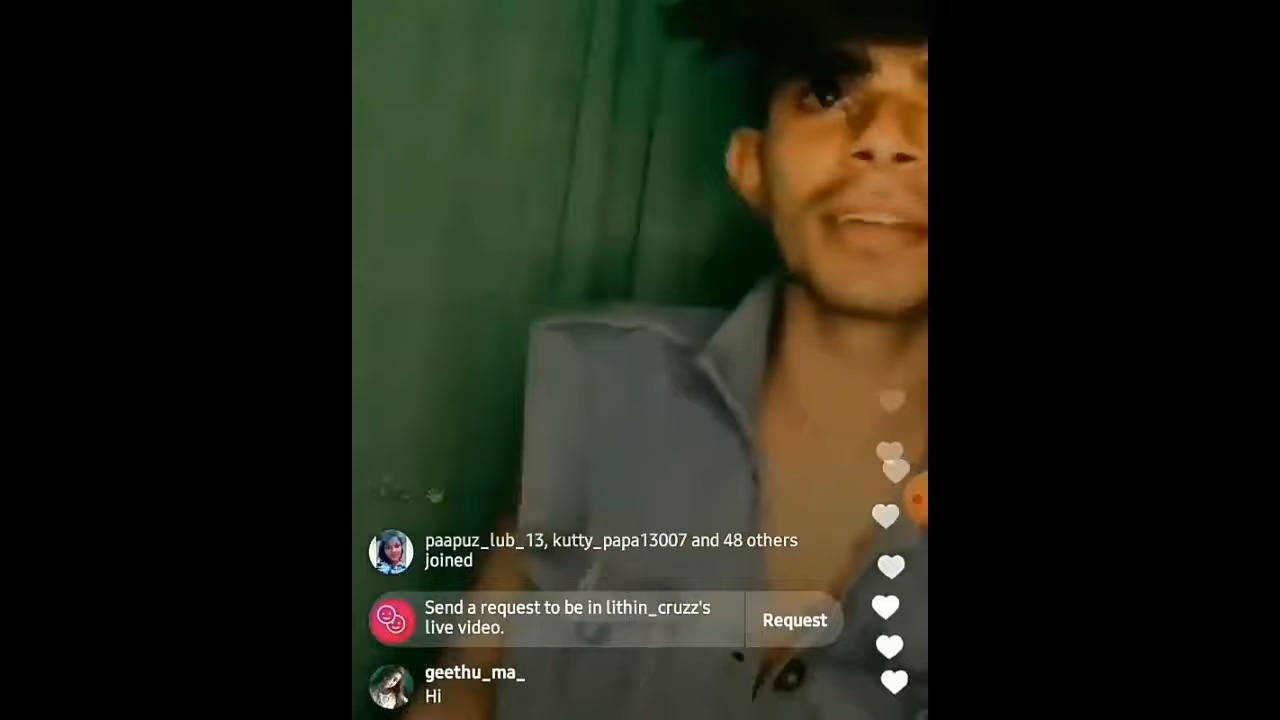 paapuz_lub_13, kutty_papa13007 and 48 others
joined
Send a request to be in lithin_cruzz's
live video.
Request
geethu_ma_
Hi